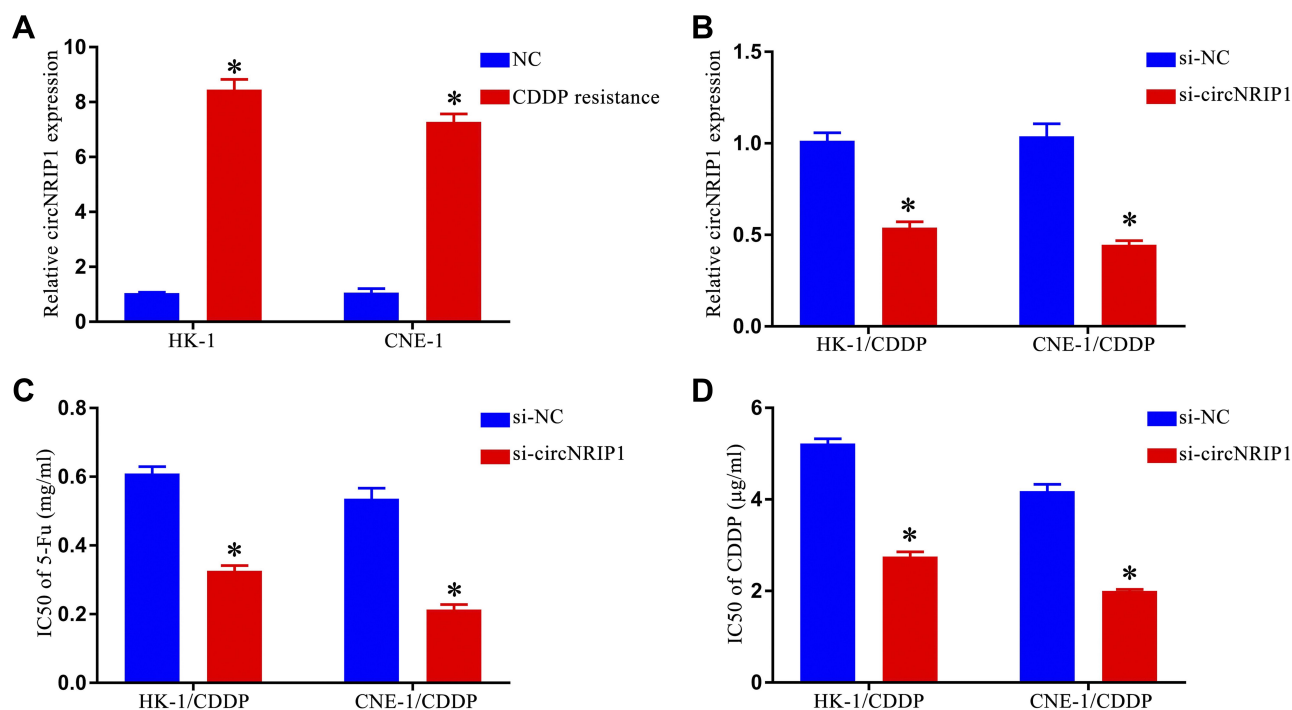 A
Relative circNRIP1 expression
10
8
6
4
2
0
*
*
NC
CDDP resistance
HK-1
CNE-1
B
Relative circNRIP1 expression
1.5
1.0
0.5
0.0
*
*
si-NC
si-circNRIP1
HK-1/CDDP
CNE-1/CDDP
C
IC50 of 5-Fu (mg/ml)
0.8
0.6
0.4
0.2
0.0
*
*
si-NC
si-circNRIP1
HK-1/CDDP
CNE-1/CDDP
D
IC50 of CDDP (μg/ml)
6
4
2
0
*
*
si-NC
si-circNRIP1
HK-1/CDDP
CNE-1/CDDP